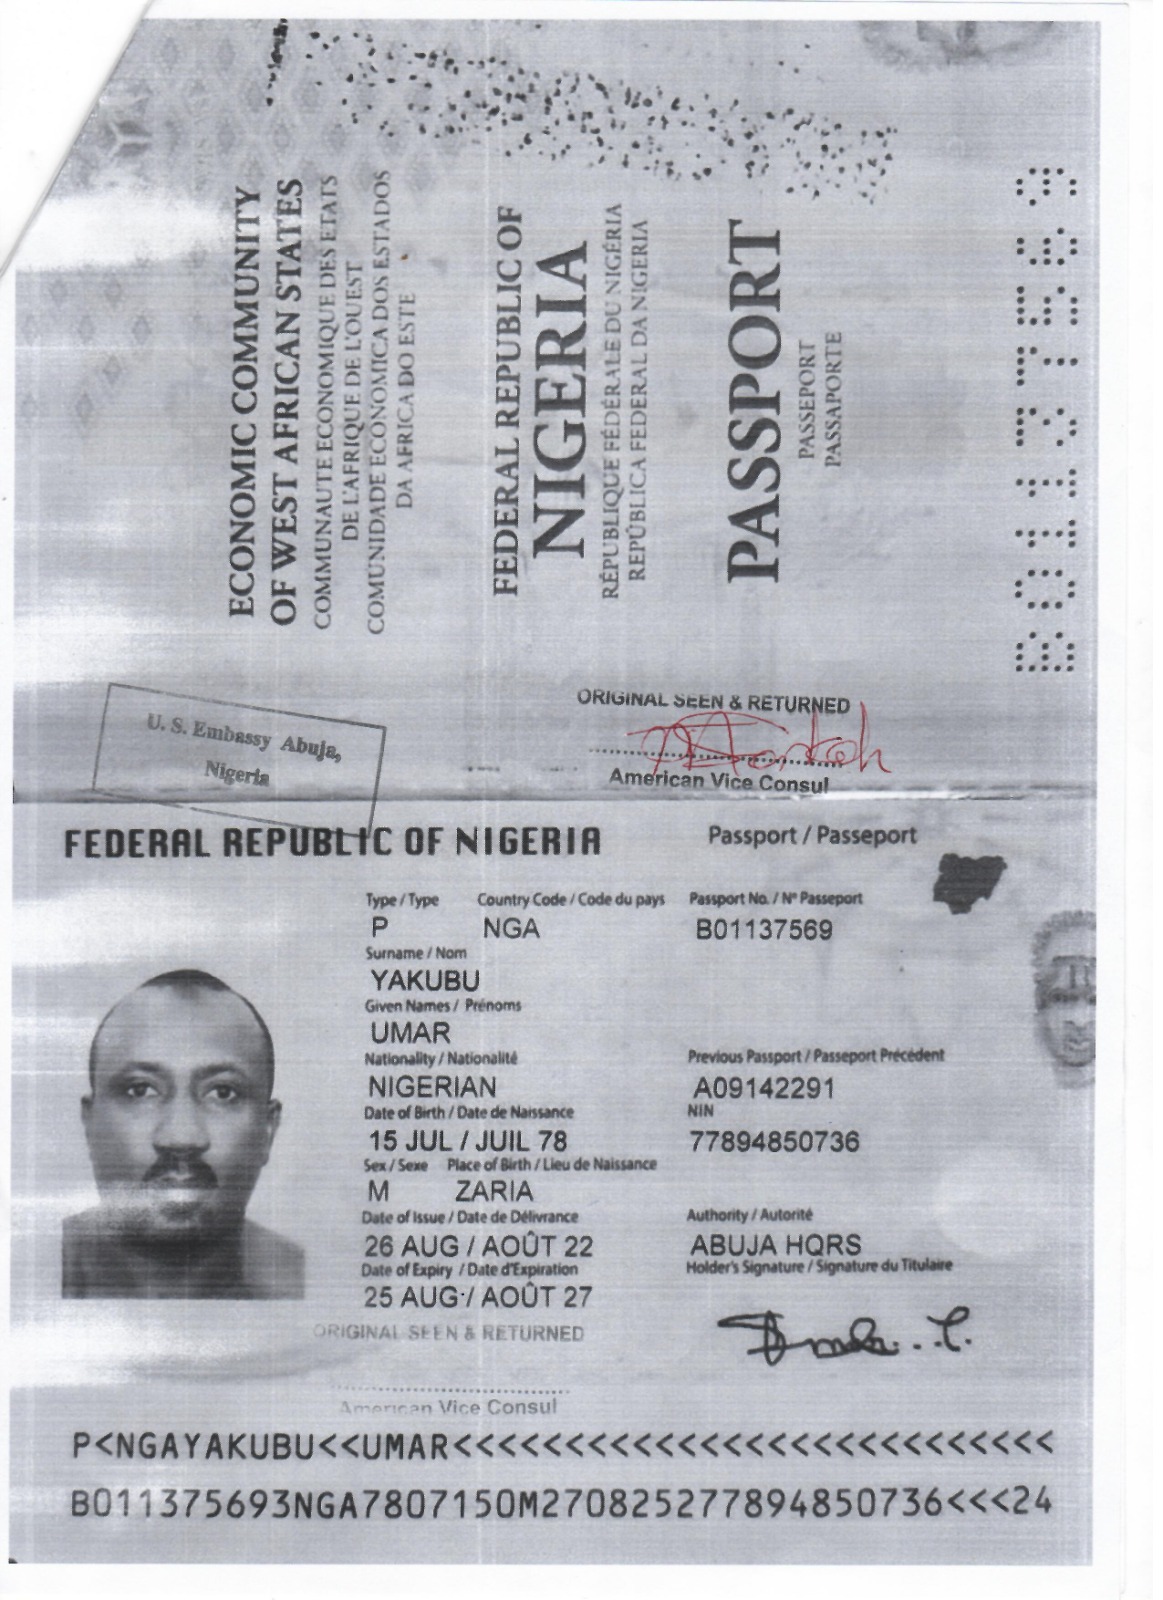 ECONOMIC COMMUNITY
OF WEST AFRICAN STATES
COMMUNAUTE ECONOMIQUE DES ETATS
DE L'AFRIQUE DE L'OUEST
COMUNIDADE ECONOMICA DOS ESTADOS
DA AFRICA DO ESTE
FEDERAL REPUBLIC OF
NIGERIA
RÉPUBLIQUE FÉDÉRALE DU NIGÉRIA
REPÚBLICA FEDERAL DA NIGERIA
PASSPORT
PASSEPORT
PASSAPORTE
B01137569
U. S. Embassy Abuja,
Nigeria
ORIGINAL SEEN & RETURNED
American Vice Consul
FEDERAL REPUBLIC OF NIGERIA Passport / Passeport
Type / Type Country Code / Code du pays Passport No. / Nº Passeport
P NGA B01137569
Surname / Nom
YAKUBU
Given Names / Prénoms
UMAR
Nationality / Nationalité Previous Passport / Passeport Précédent
NIGERIAN A09142291
Date of Birth / Date de Naissance NIN
15 JUL / JUIL 78 77894850736
Sex / Sexe Place of Birth / Lieu de Naissance
M ZARIA
Date of Issue / Date de Délivrance Authority / Autorité
26 AUG / AOÛT 22 ABUJA HQRS
Date of Expiry / Date d'Expiration Holder's Signature / Signature du Titulaire
25 AUG / AOÛT 27
ORIGINAL SEEN & RETURNED
American Vice Consul
P<NGAYAKUBU<<UMAR<<<<<<<<<<<<<<<<<<<<<<<<<<<
B011375693NGA7807150M270825277894850736<<<24